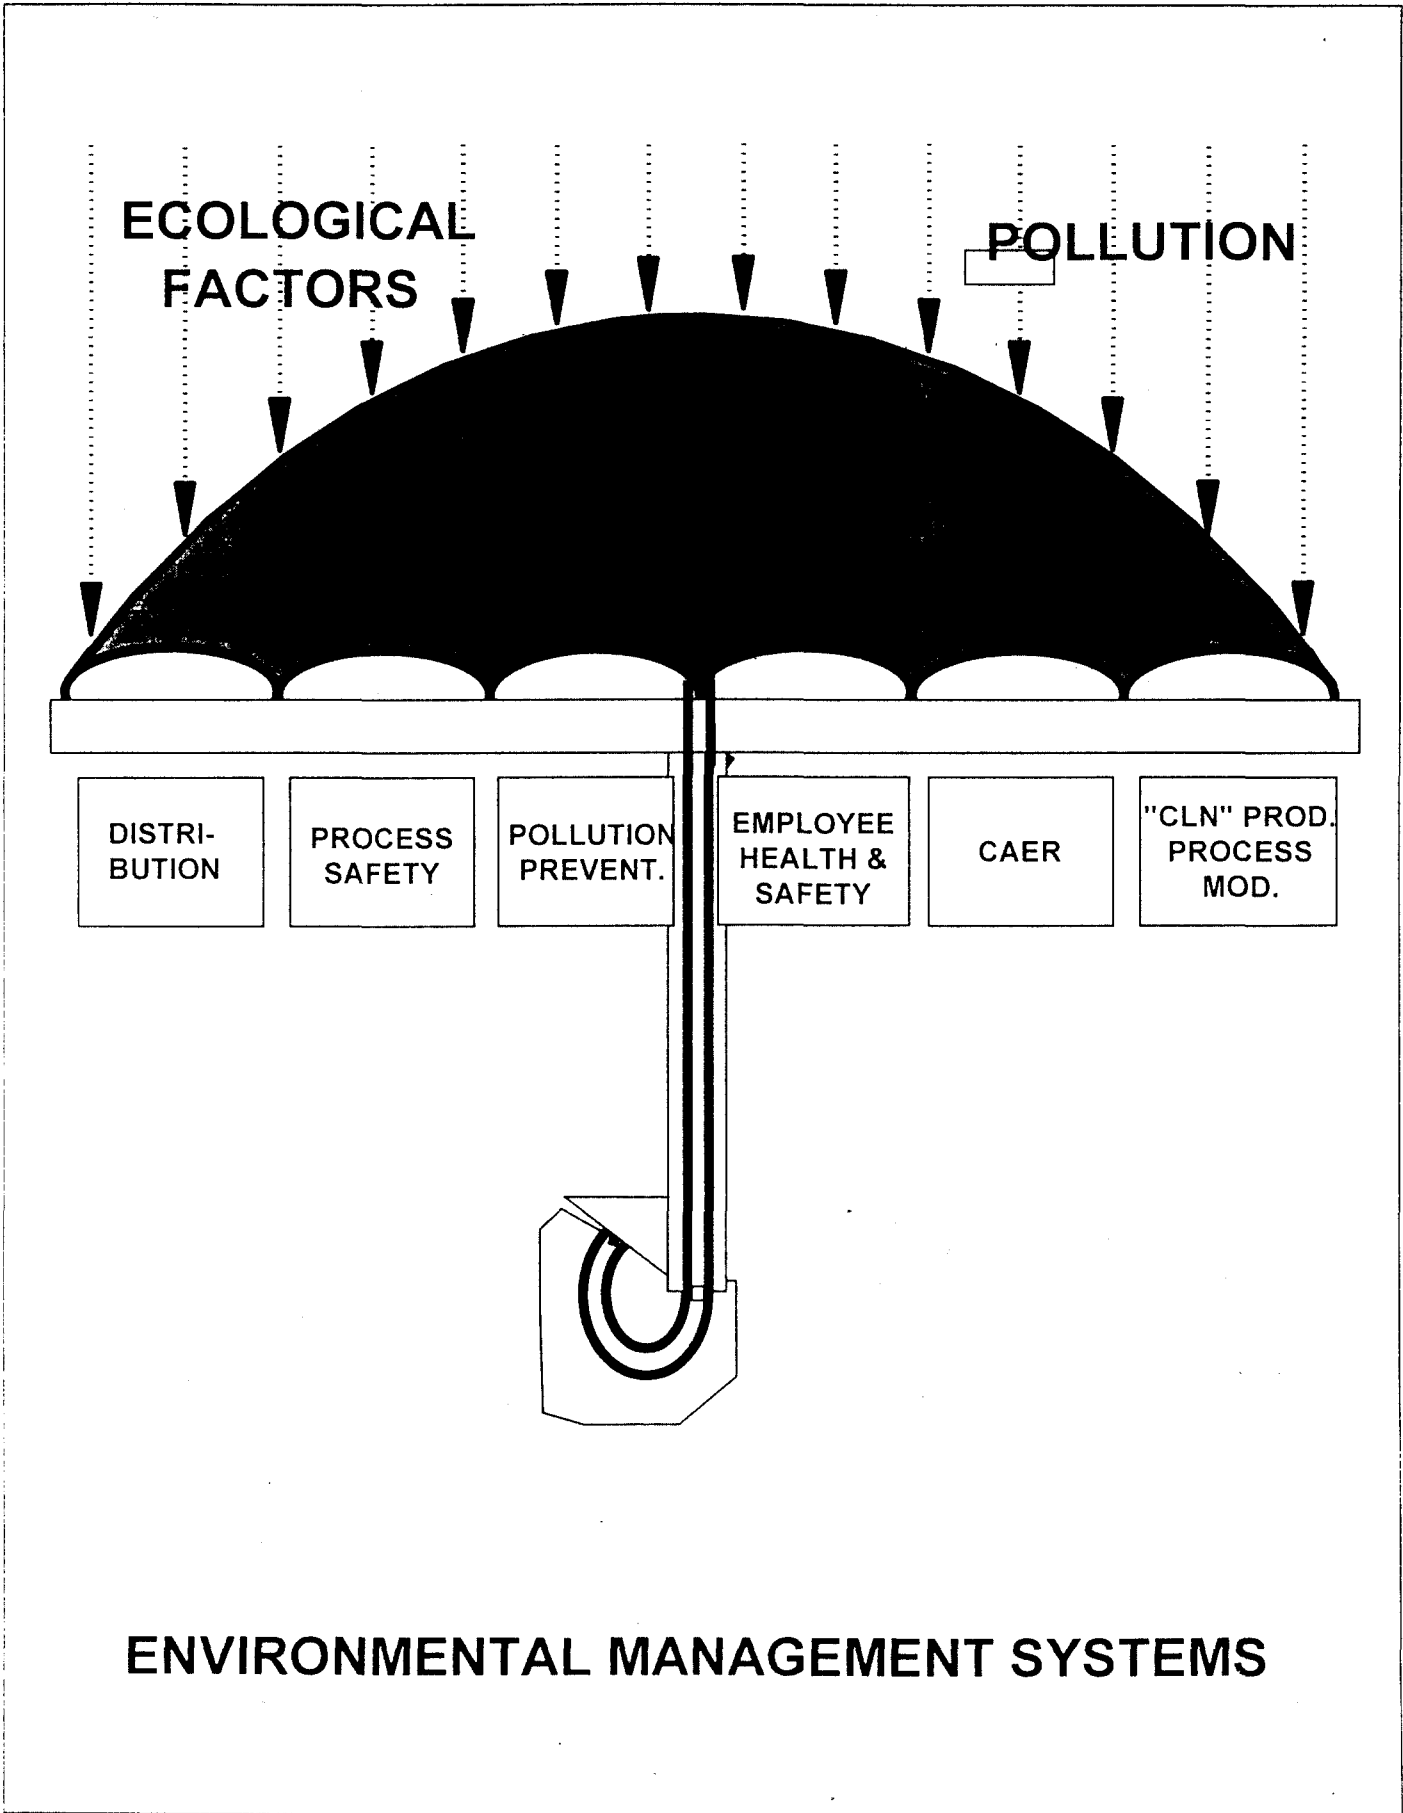 ECOLOGICAL
FACTORS
POLLUTION
DISTRI-
BUTION
PROCESS
SAFETY
POLLUTION
PREVENT.
EMPLOYEE
HEALTH &
SAFETY
CAER
"CLN" PROD.
PROCESS
MOD.
ENVIRONMENTAL MANAGEMENT SYSTEMS